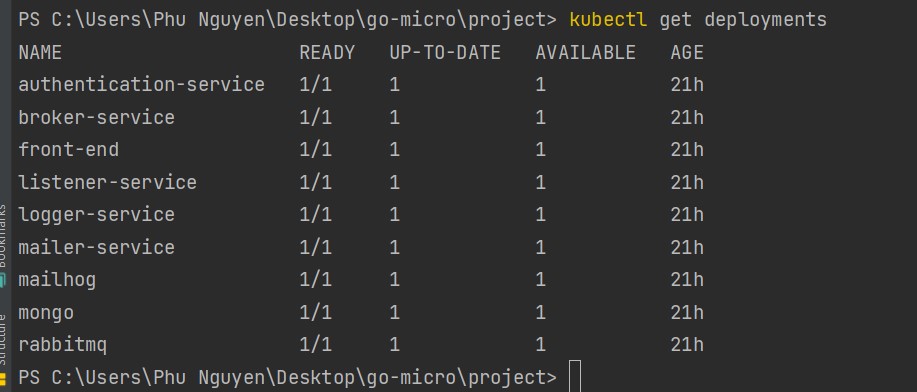 PS C:\Users\Phu Nguyen\Desktop\go-micro\project> kubectl get deployments
NAME READY UP-TO-DATE AVAILABLE AGE
authentication-service 1/1 1 1 21h
broker-service 1/1 1 1 21h
front-end 1/1 1 1 21h
listener-service 1/1 1 1 21h
logger-service 1/1 1 1 21h
mailer-service 1/1 1 1 21h
mailhog 1/1 1 1 21h
mongo 1/1 1 1 21h
rabbitmq 1/1 1 1 21h
PS C:\Users\Phu Nguyen\Desktop\go-micro\project>
Bookmarks
Structure